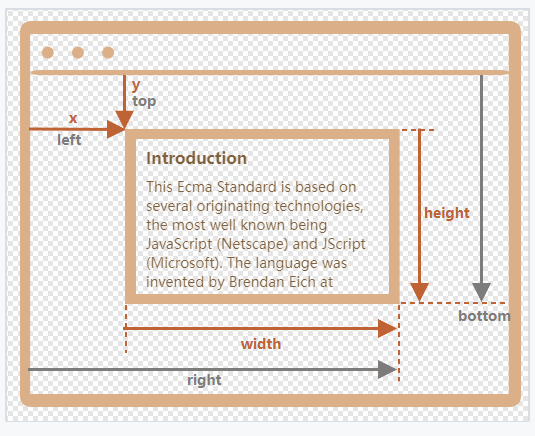 y
top
x
left
Introduction
This Ecma Standard is based on
several originating technologies,
the most well known being
JavaScript (Netscape) and JScript
(Microsoft). The language was
invented by Brendan Eich at
height
bottom
width
right